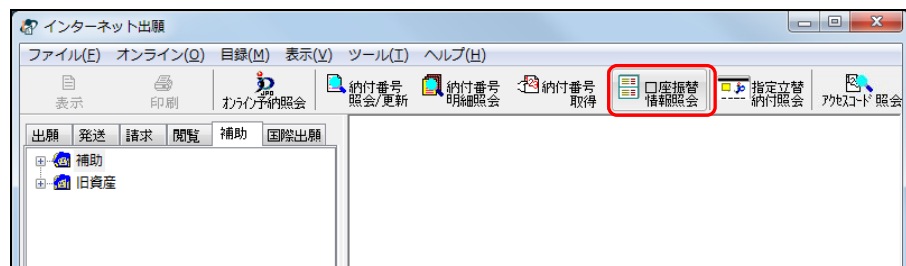 インターネット出願
ファイル(F) オンライン(O) 目録(M) 表示(V) ツール(T) ヘルプ(H)
表示
印刷
オンライン予納照会
納付番号
照会/更新
納付番号
明細照会
納付番号
取得
口座振替
情報照会
指定立替
納付照会
アクセスコード照会
出願 発送 請求 閲覧 補助 国際出願
補助
旧資産